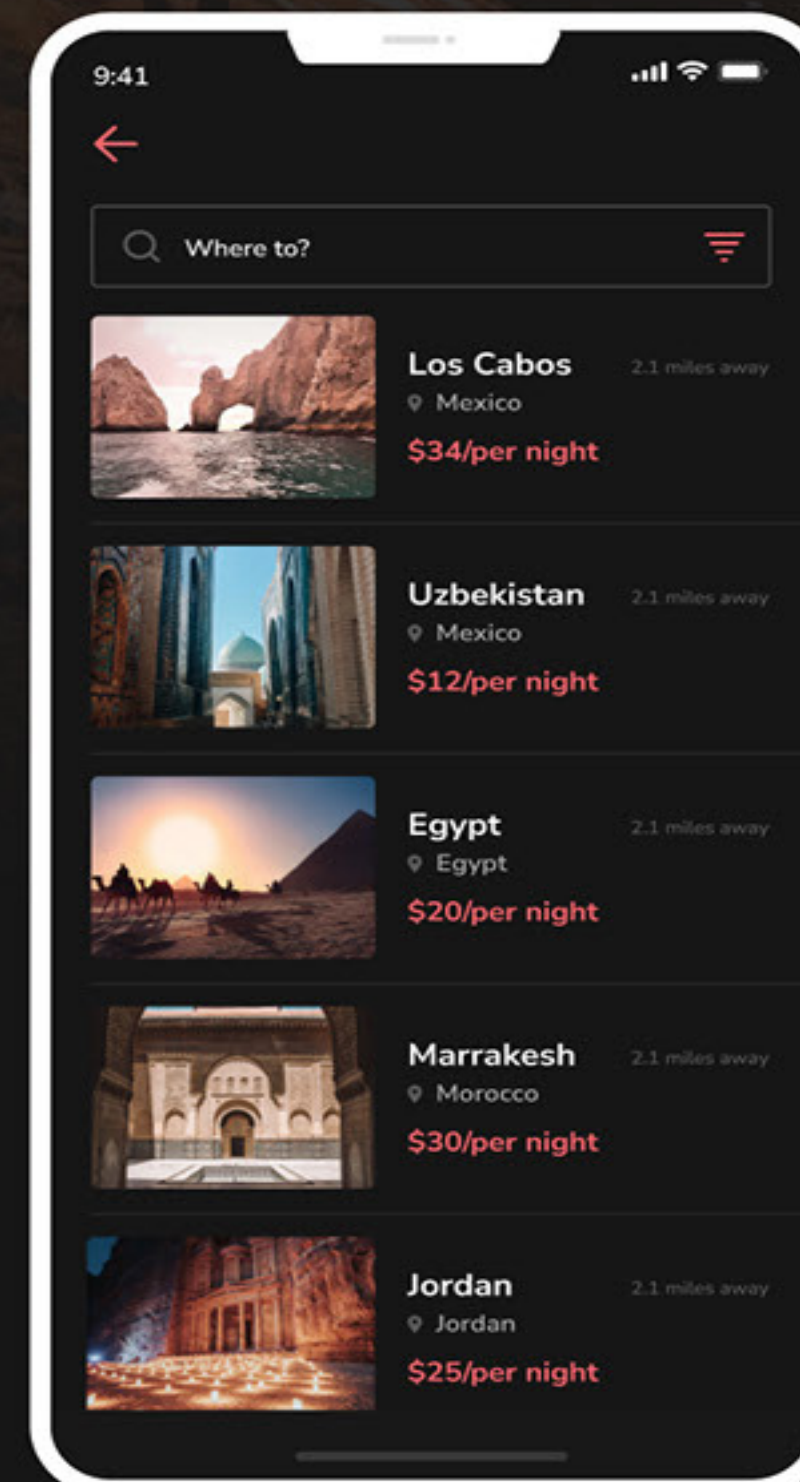 9:41
Where to?
Los Cabos
2.1 miles away
Mexico
$34/per night
Uzbekistan
2.1 miles away
Mexico
$12/per night
Egypt
2.1 miles away
Egypt
$20/per night
Marrakesh
2.1 miles away
Morocco
$30/per night
Jordan
2.1 miles away
Jordan
$25/per night